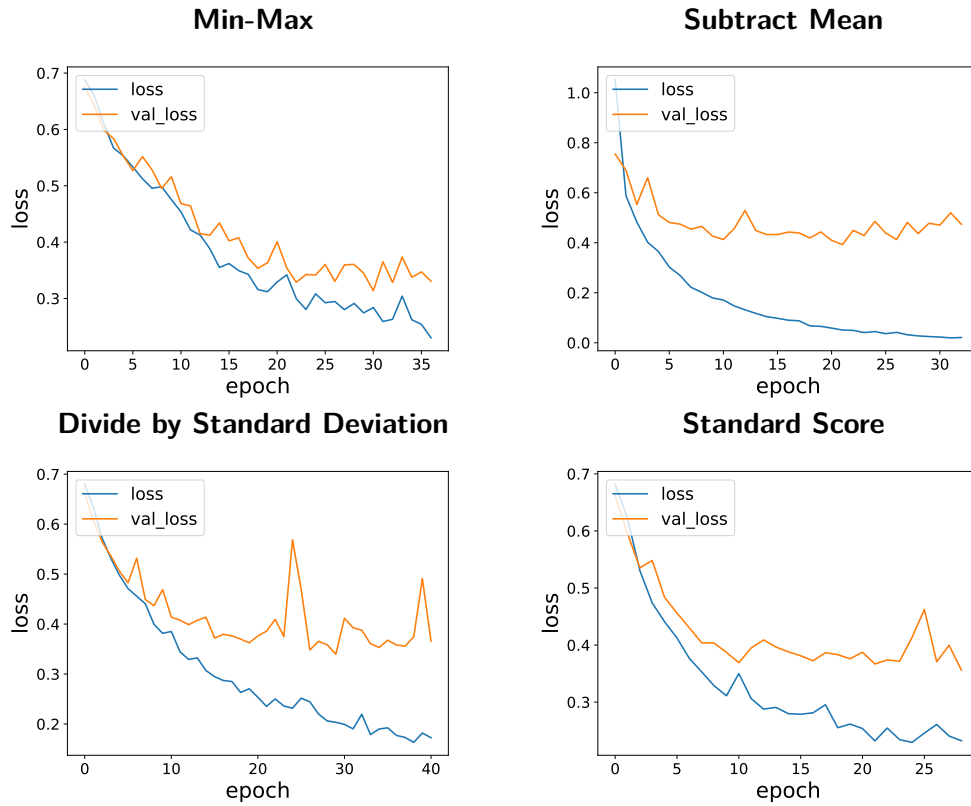 Min-Max
Subtract Mean
0.7
0.6
0.5
0.4
0.3
loss
loss
val_loss
0 5 10 15 20 25 30 35
epoch
1.0
0.8
0.6
0.4
0.2
0.0
loss
loss
val_loss
0 5 10 15 20 25 30
epoch
Divide by Standard Deviation
Standard Score
0.7
0.6
0.5
0.4
0.3
0.2
loss
loss
val_loss
0 10 20 30 40
epoch
0.7
0.6
0.5
0.4
0.3
loss
loss
val_loss
0 5 10 15 20 25
epoch